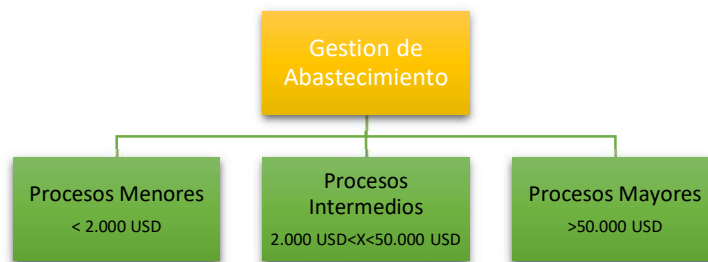 Gestion de
Abastecimiento
Procesos Menores
< 2.000 USD
Procesos
Intermedios
2.000 USD<X<50.000 USD
Procesos Mayores
>50.000 USD